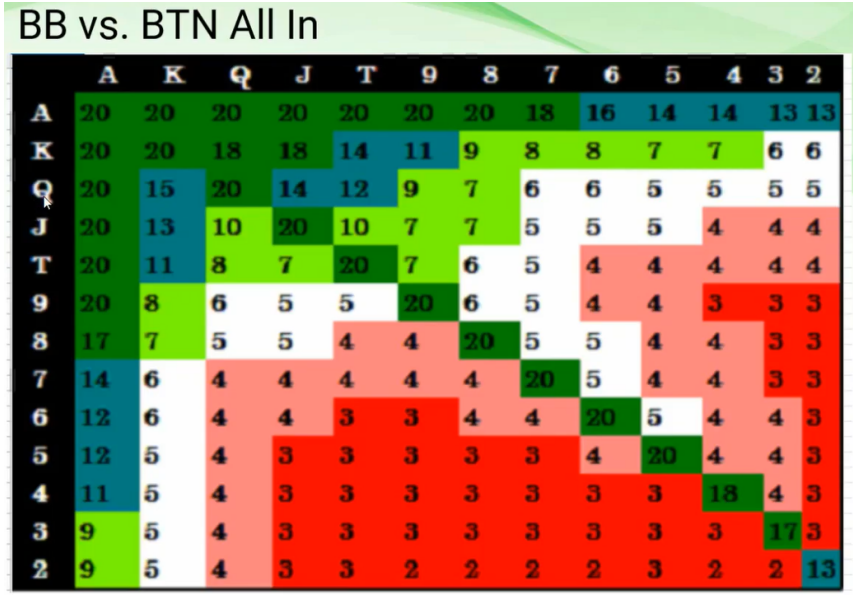 BB vs. BTN All In
A K Q J T 9 8 7 6 5 4 3 2
A 20 20 20 20 20 20 20 18 16 14 14 13 13
K 20 20 18 18 14 11 9 8 8 7 7 6 6
Q 20 15 20 14 12 9 7 6 6 5 5 5 5
J 20 13 10 20 10 7 7 5 5 5 4 4 4
T 20 11 8 7 20 7 6 5 4 4 4 4 4
9 20 8 6 5 5 20 6 5 4 4 3 3 3
8 17 7 5 5 4 4 20 5 5 4 4 3 3
7 14 6 4 4 4 4 4 20 5 4 4 3 3
6 12 6 4 4 3 3 4 4 20 5 4 4 3
5 12 5 4 3 3 3 3 3 4 20 4 4 3
4 11 5 4 3 3 3 3 3 3 3 18 4 3
3 9 5 4 3 3 3 3 3 3 3 3 17 3
2 9 5 4 3 3 2 2 2 2 3 2 2 13